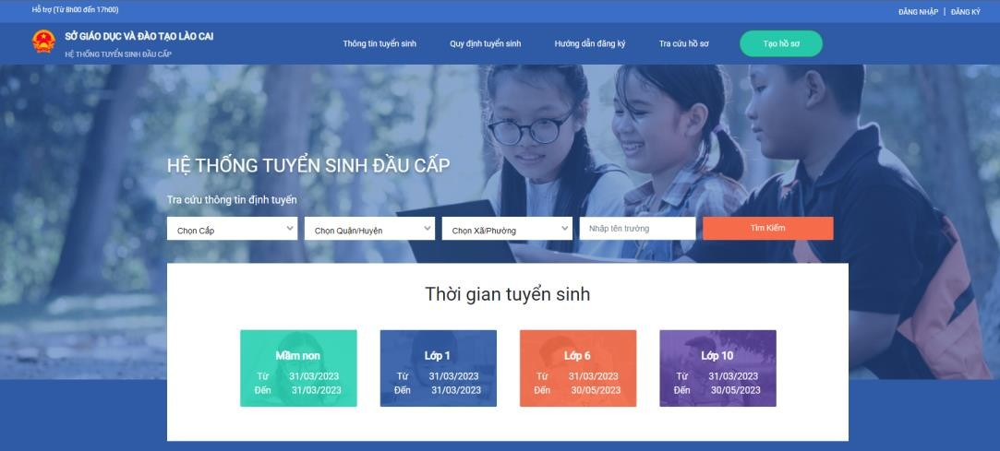 Hỗ trợ (Từ 8h00 đến 17h00)
ĐĂNG NHẬP | ĐĂNG KÝ
SỞ GIÁO DỤC VÀ ĐÀO TẠO LÀO CAI
HỆ THỐNG TUYỂN SINH ĐẦU CẤP
Thông tin tuyển sinh Quy định tuyển sinh Hướng dẫn đăng ký Tra cứu hồ sơ Tạo hồ sơ
HỆ THỐNG TUYỂN SINH ĐẦU CẤP
Tra cứu thông tin định tuyến
Chọn Cấp Chọn Quận/Huyện Chọn Xã/Phường Nhập tên trường Tìm Kiếm
Thời gian tuyển sinh
Mầm non
Từ 31/03/2023
Đến 31/03/2023
Lớp 1
Từ 31/03/2023
Đến 31/03/2023
Lớp 6
Từ 31/03/2023
Đến 30/05/2023
Lớp 10
Từ 31/03/2023
Đến 30/05/2023